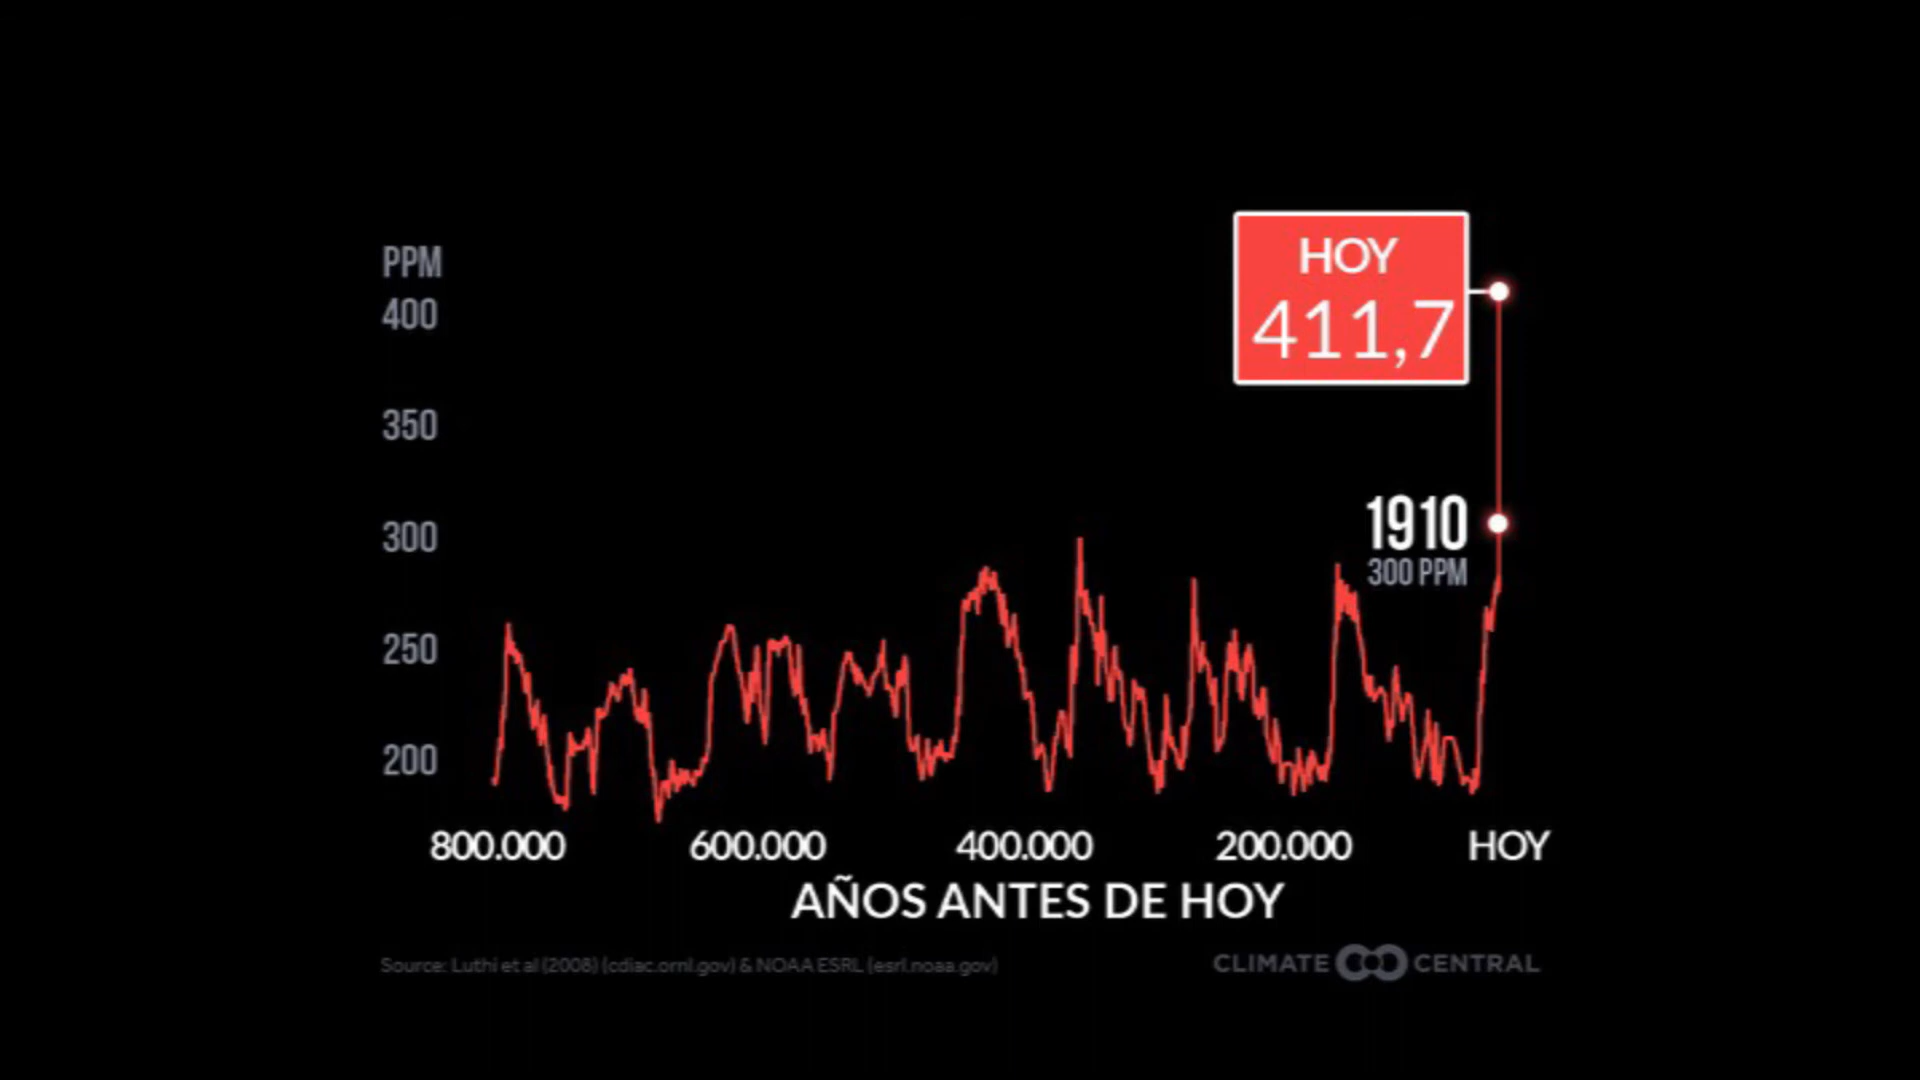 PPM
400
350
300
250
200
HOY
411,7
1910
300 PPM
800.000 600.000 400.000 200.000 HOY
AÑOS ANTES DE HOY
Source: Luthi et al (2008) (cdiac.ornl.gov) & NOAA ESRL (esrl.noaa.gov)
CLIMATE CENTRAL